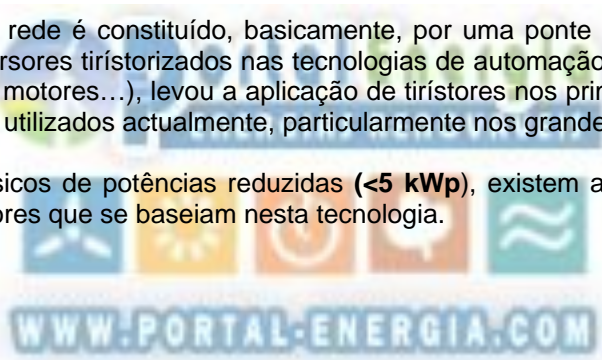 rede é constituído, basicamente, por uma ponte
rsores tirístorizados nas tecnologias de automação
motores…), levou a aplicação de tirístores nos prin
utilizados actualmente, particularmente nos grande
sicos de potências reduzidas (<5 kWp), existem a
ores que se baseiam nesta tecnologia.
WWW.PORTAL-ENERGIA.COM